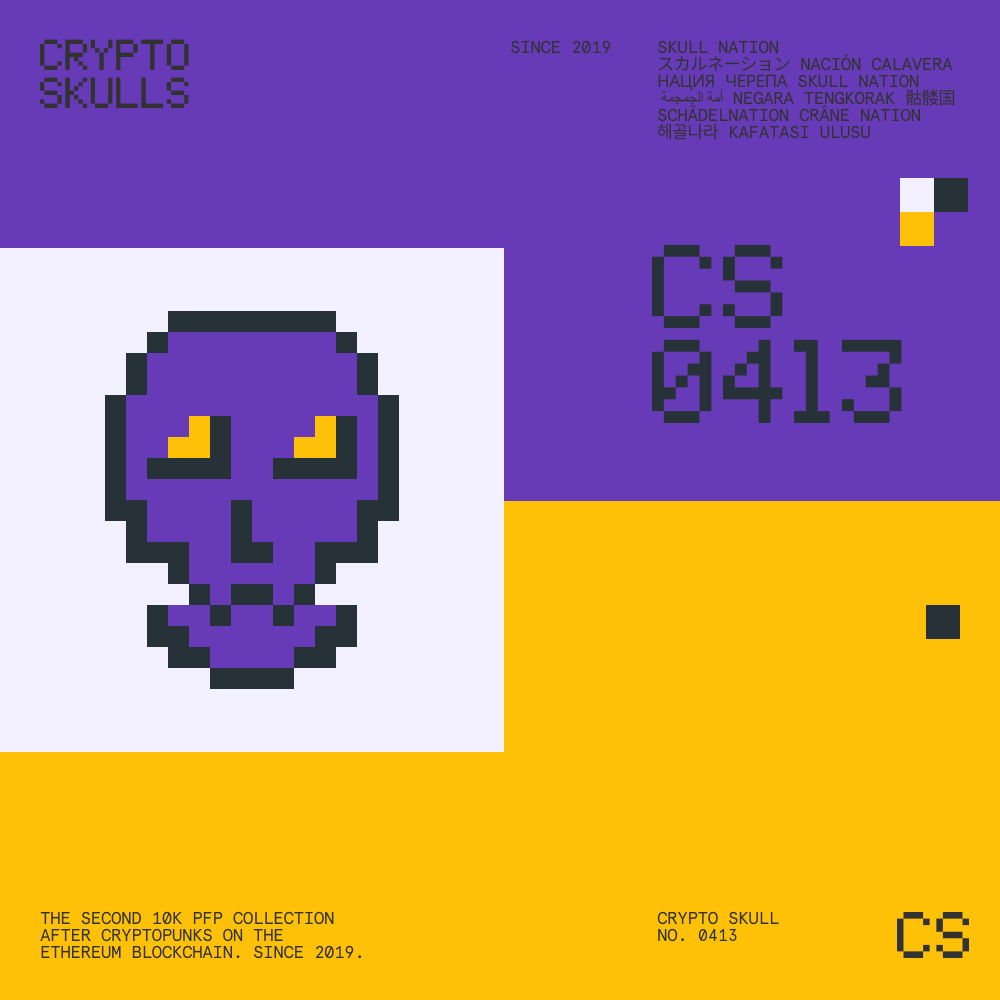 CRYPTO
SKULLS
SINCE 2019
SKULL NATION
スカルネーション NACIÓN CALAVERA
НАЦИЯ ЧЕРЕПА SKULL NATION
أمة الجمجمة NEGARA TENGKORAK 骷髅国
SCHÄDELNATION CRÂNE NATION
해골나라 KAFATASI ULUSU
CS
0413
THE SECOND 10K PFP COLLECTION
AFTER CRYPTOPUNKS ON THE
ETHEREUM BLOCKCHAIN. SINCE 2019.
CRYPTO SKULL
NO. 0413
CS